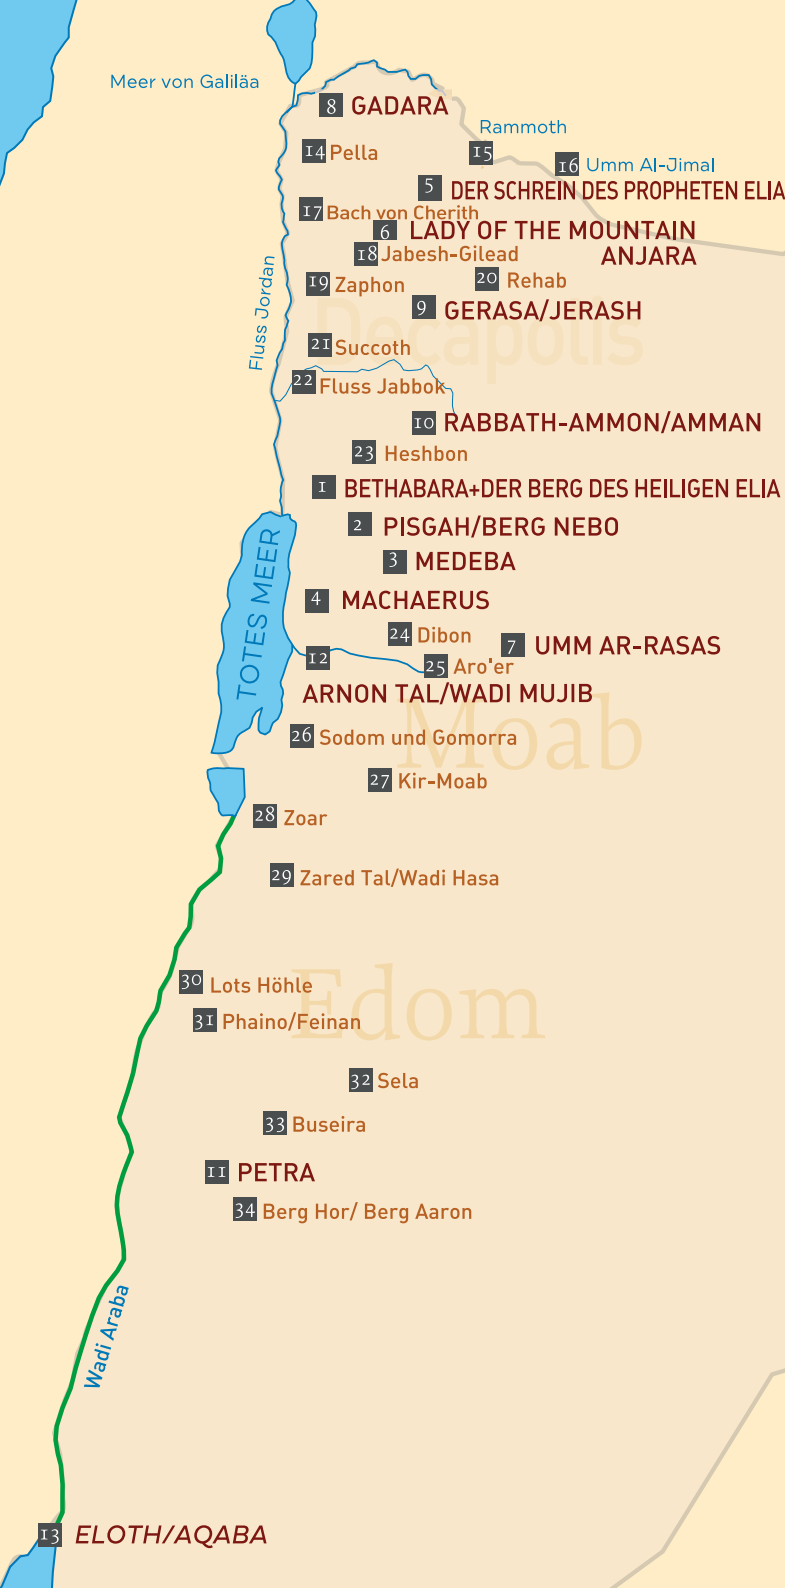 Meer von Galiläa
8 GADARA
Rammoth
14 Pella
15
16 Umm Al-Jimal
5 DER SCHREIN DES PROPHETEN ELIA
17 Bach von Cherith
6 LADY OF THE MOUNTAIN
ANJARA
18 Jabesh-Gilead
19 Zaphon
20 Rehab
Fluss Jordan
9 GERASA/JERASH
Decapolis
21 Succoth
22 Fluss Jabbok
10 RABBATH-AMMON/AMMAN
23 Heshbon
1 BETHABARA+DER BERG DES HEILIGEN ELIA
2 PISGAH/BERG NEBO
3 MEDEBA
TOTES MEER
4 MACHAERUS
24 Dibon
7 UMM AR-RASAS
12
25 Aro'er
ARNON TAL/WADI MUJIB
Moab
26 Sodom und Gomorra
27 Kir-Moab
28 Zoar
29 Zared Tal/Wadi Hasa
30 Lots Höhle
Edom
31 Phaino/Feinan
32 Sela
33 Buseira
11 PETRA
34 Berg Hor/ Berg Aaron
Wadi Araba
13 ELOTH/AQABA